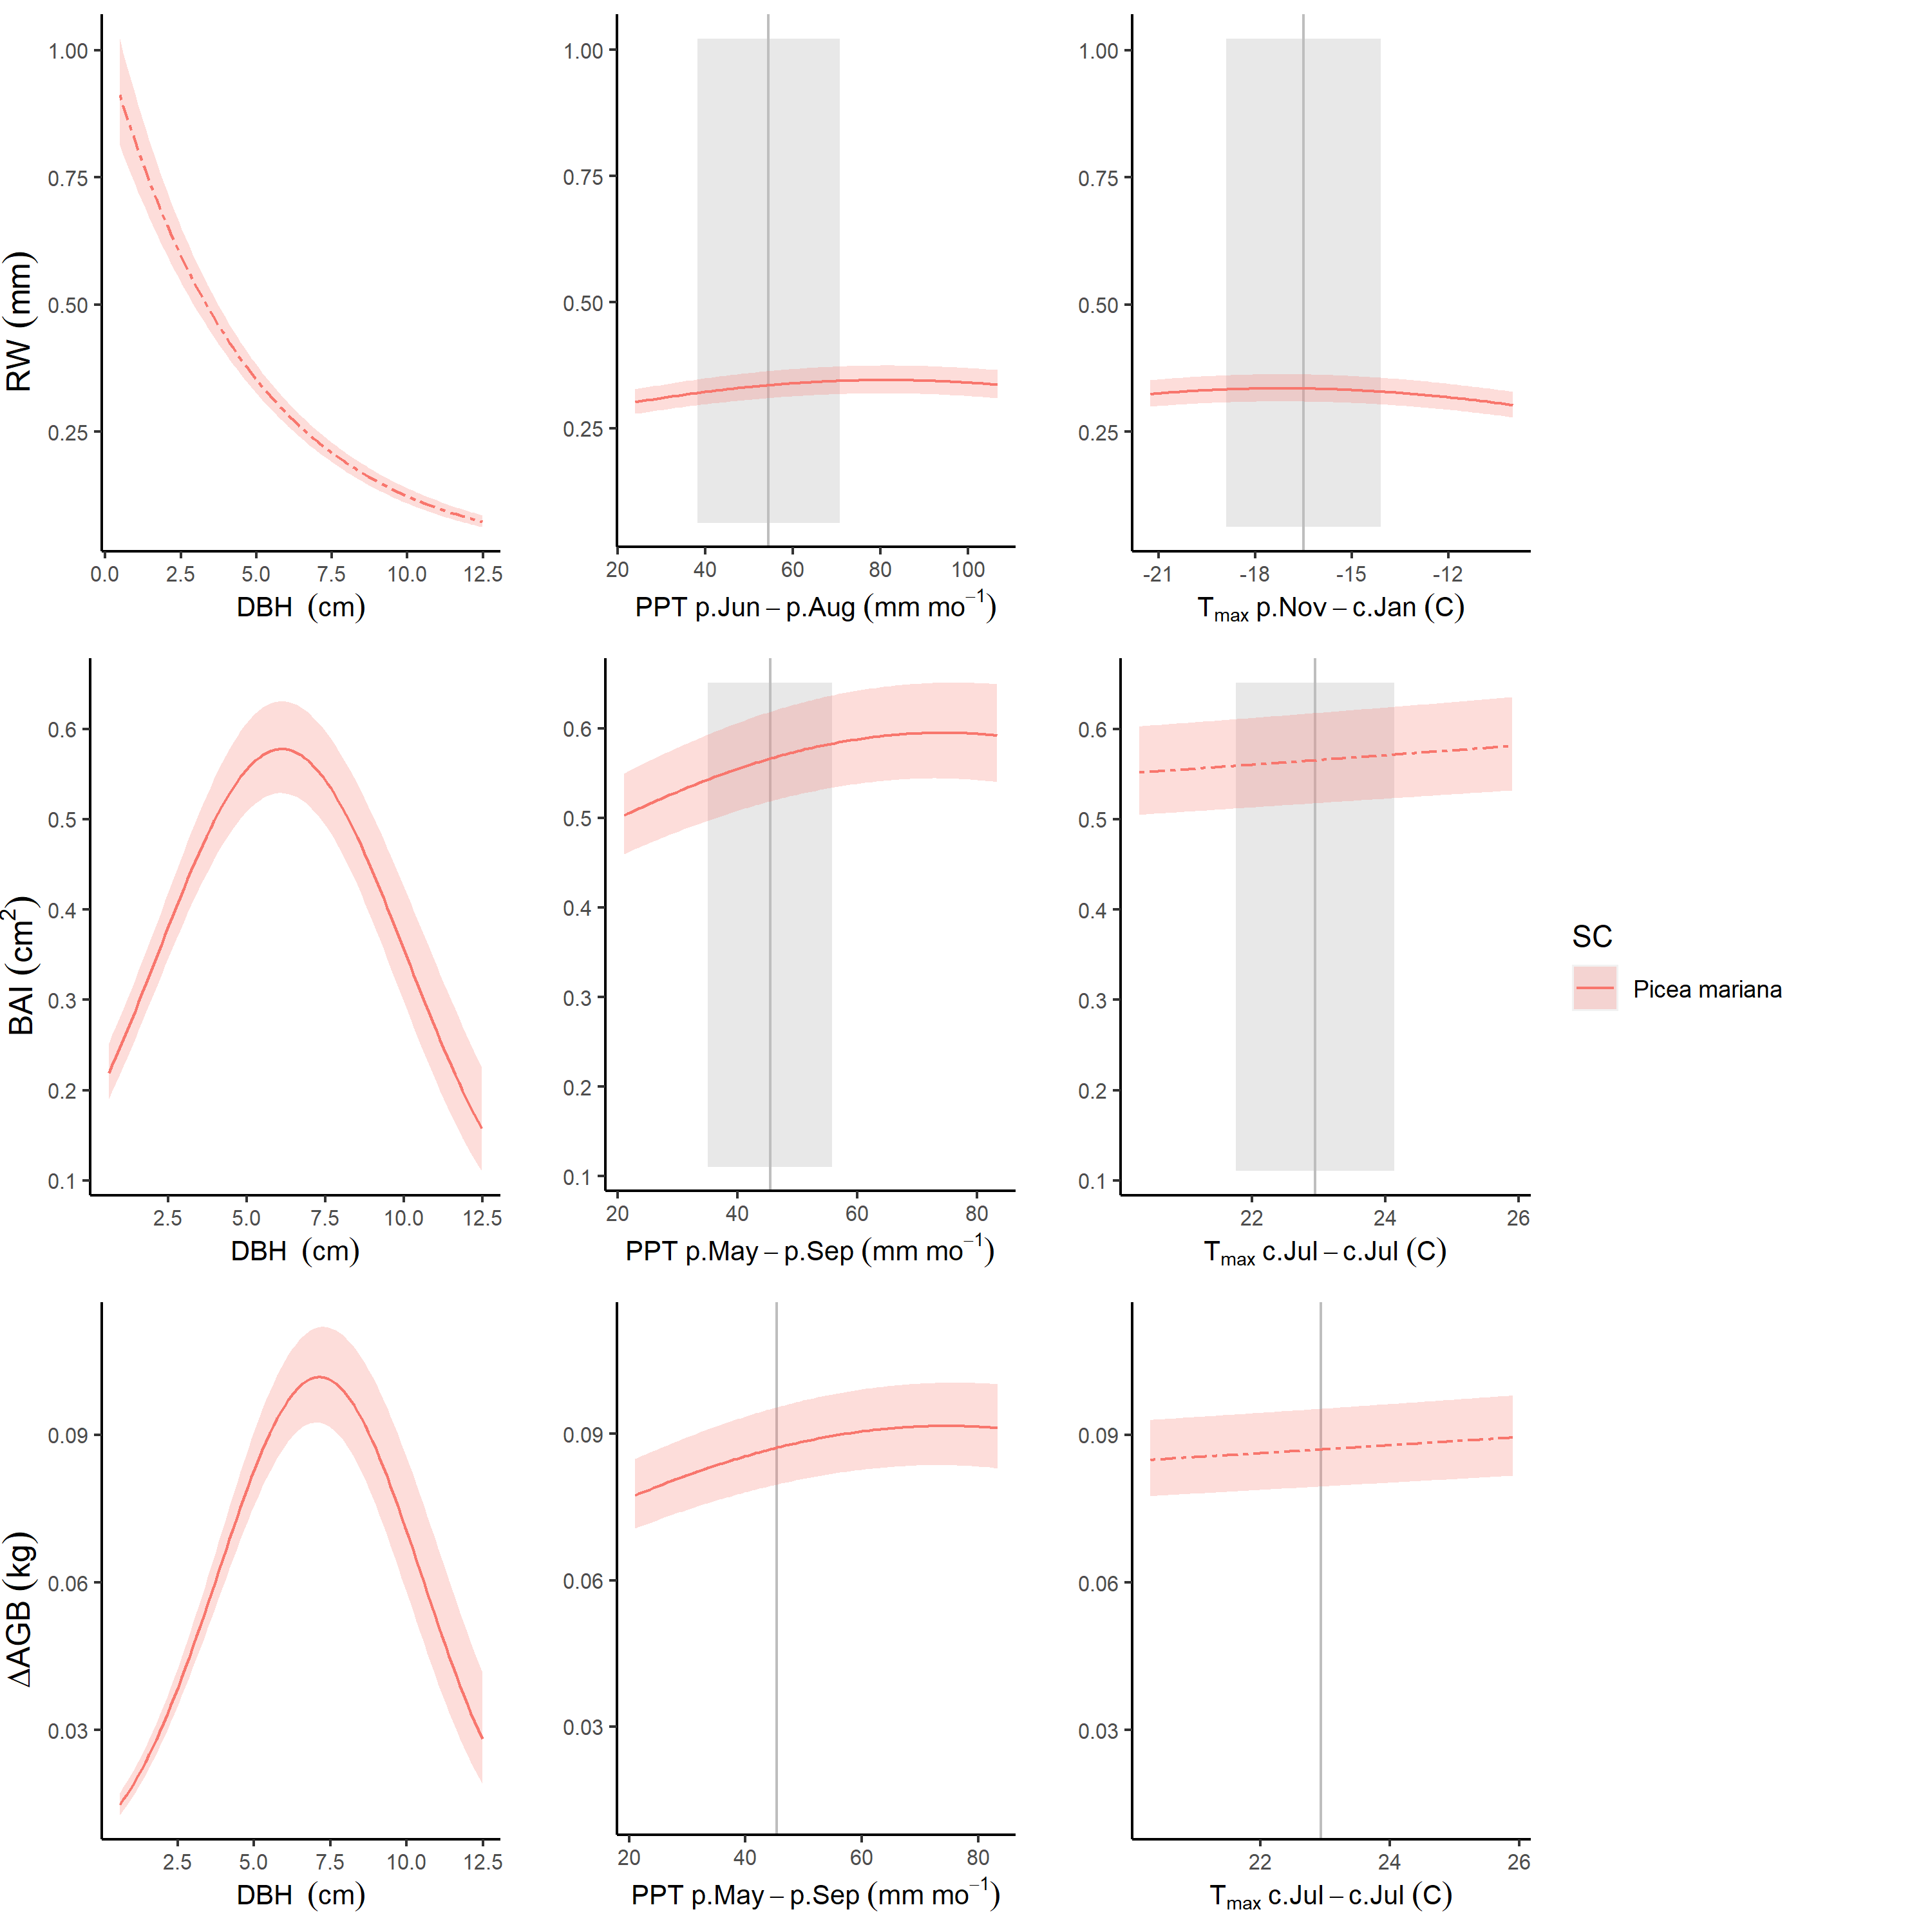 RW (mm)
1.00
0.75
0.50
0.25
0.0 2.5 5.0 7.5 10.0 12.5
DBH (cm)
1.00
0.75
0.50
0.25
20 40 60 80 100
PPT p.Jun – p.Aug (mm mo⁻¹)
1.00
0.75
0.50
0.25
-21 -18 -15 -12
Tmax p.Nov – c.Jan (C)
BAI (cm²)
0.6
0.5
0.4
0.3
0.2
0.1
2.5 5.0 7.5 10.0 12.5
DBH (cm)
0.6
0.5
0.4
0.3
0.2
0.1
20 40 60 80
PPT p.May – p.Sep (mm mo⁻¹)
0.6
0.5
0.4
0.3
0.2
0.1
22 24 26
Tmax c.Jul – c.Jul (C)
SC
Picea mariana
ΔAGB (kg)
0.09
0.06
0.03
2.5 5.0 7.5 10.0 12.5
DBH (cm)
0.09
0.06
0.03
20 40 60 80
PPT p.May – p.Sep (mm mo⁻¹)
0.09
0.06
0.03
22 24 26
Tmax c.Jul – c.Jul (C)